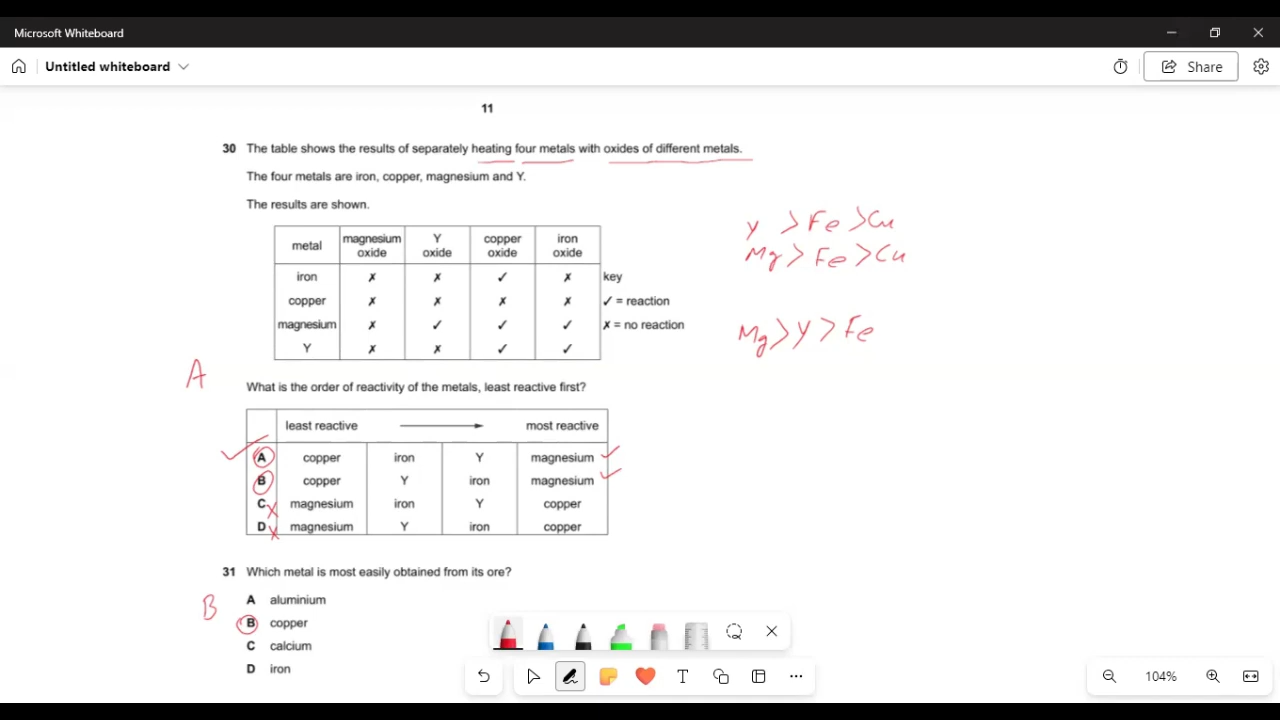 Microsoft Whiteboard
Untitled whiteboard
Share
11
30 The table shows the results of separately heating four metals with oxides of different metals.
The four metals are iron, copper, magnesium and Y.
The results are shown.
metal magnesium oxide Y oxide copper oxide iron oxide
iron ✗ ✗ ✓ ✗ key
copper ✗ ✗ ✗ ✗ ✓ = reaction
magnesium ✗ ✓ ✓ ✓ ✗ = no reaction
Y ✗ ✗ ✓ ✓
Y > Fe > Cu
Mg > Fe > Cu
Mg > Y > Fe
A
What is the order of reactivity of the metals, least reactive first?
least reactive → most reactive
✓ A copper iron Y magnesium ✓
B copper Y iron magnesium ✓
C x magnesium iron Y copper
D x magnesium Y iron copper
31 Which metal is most easily obtained from its ore?
B
A aluminium
B copper
C calcium
D iron
T
104%